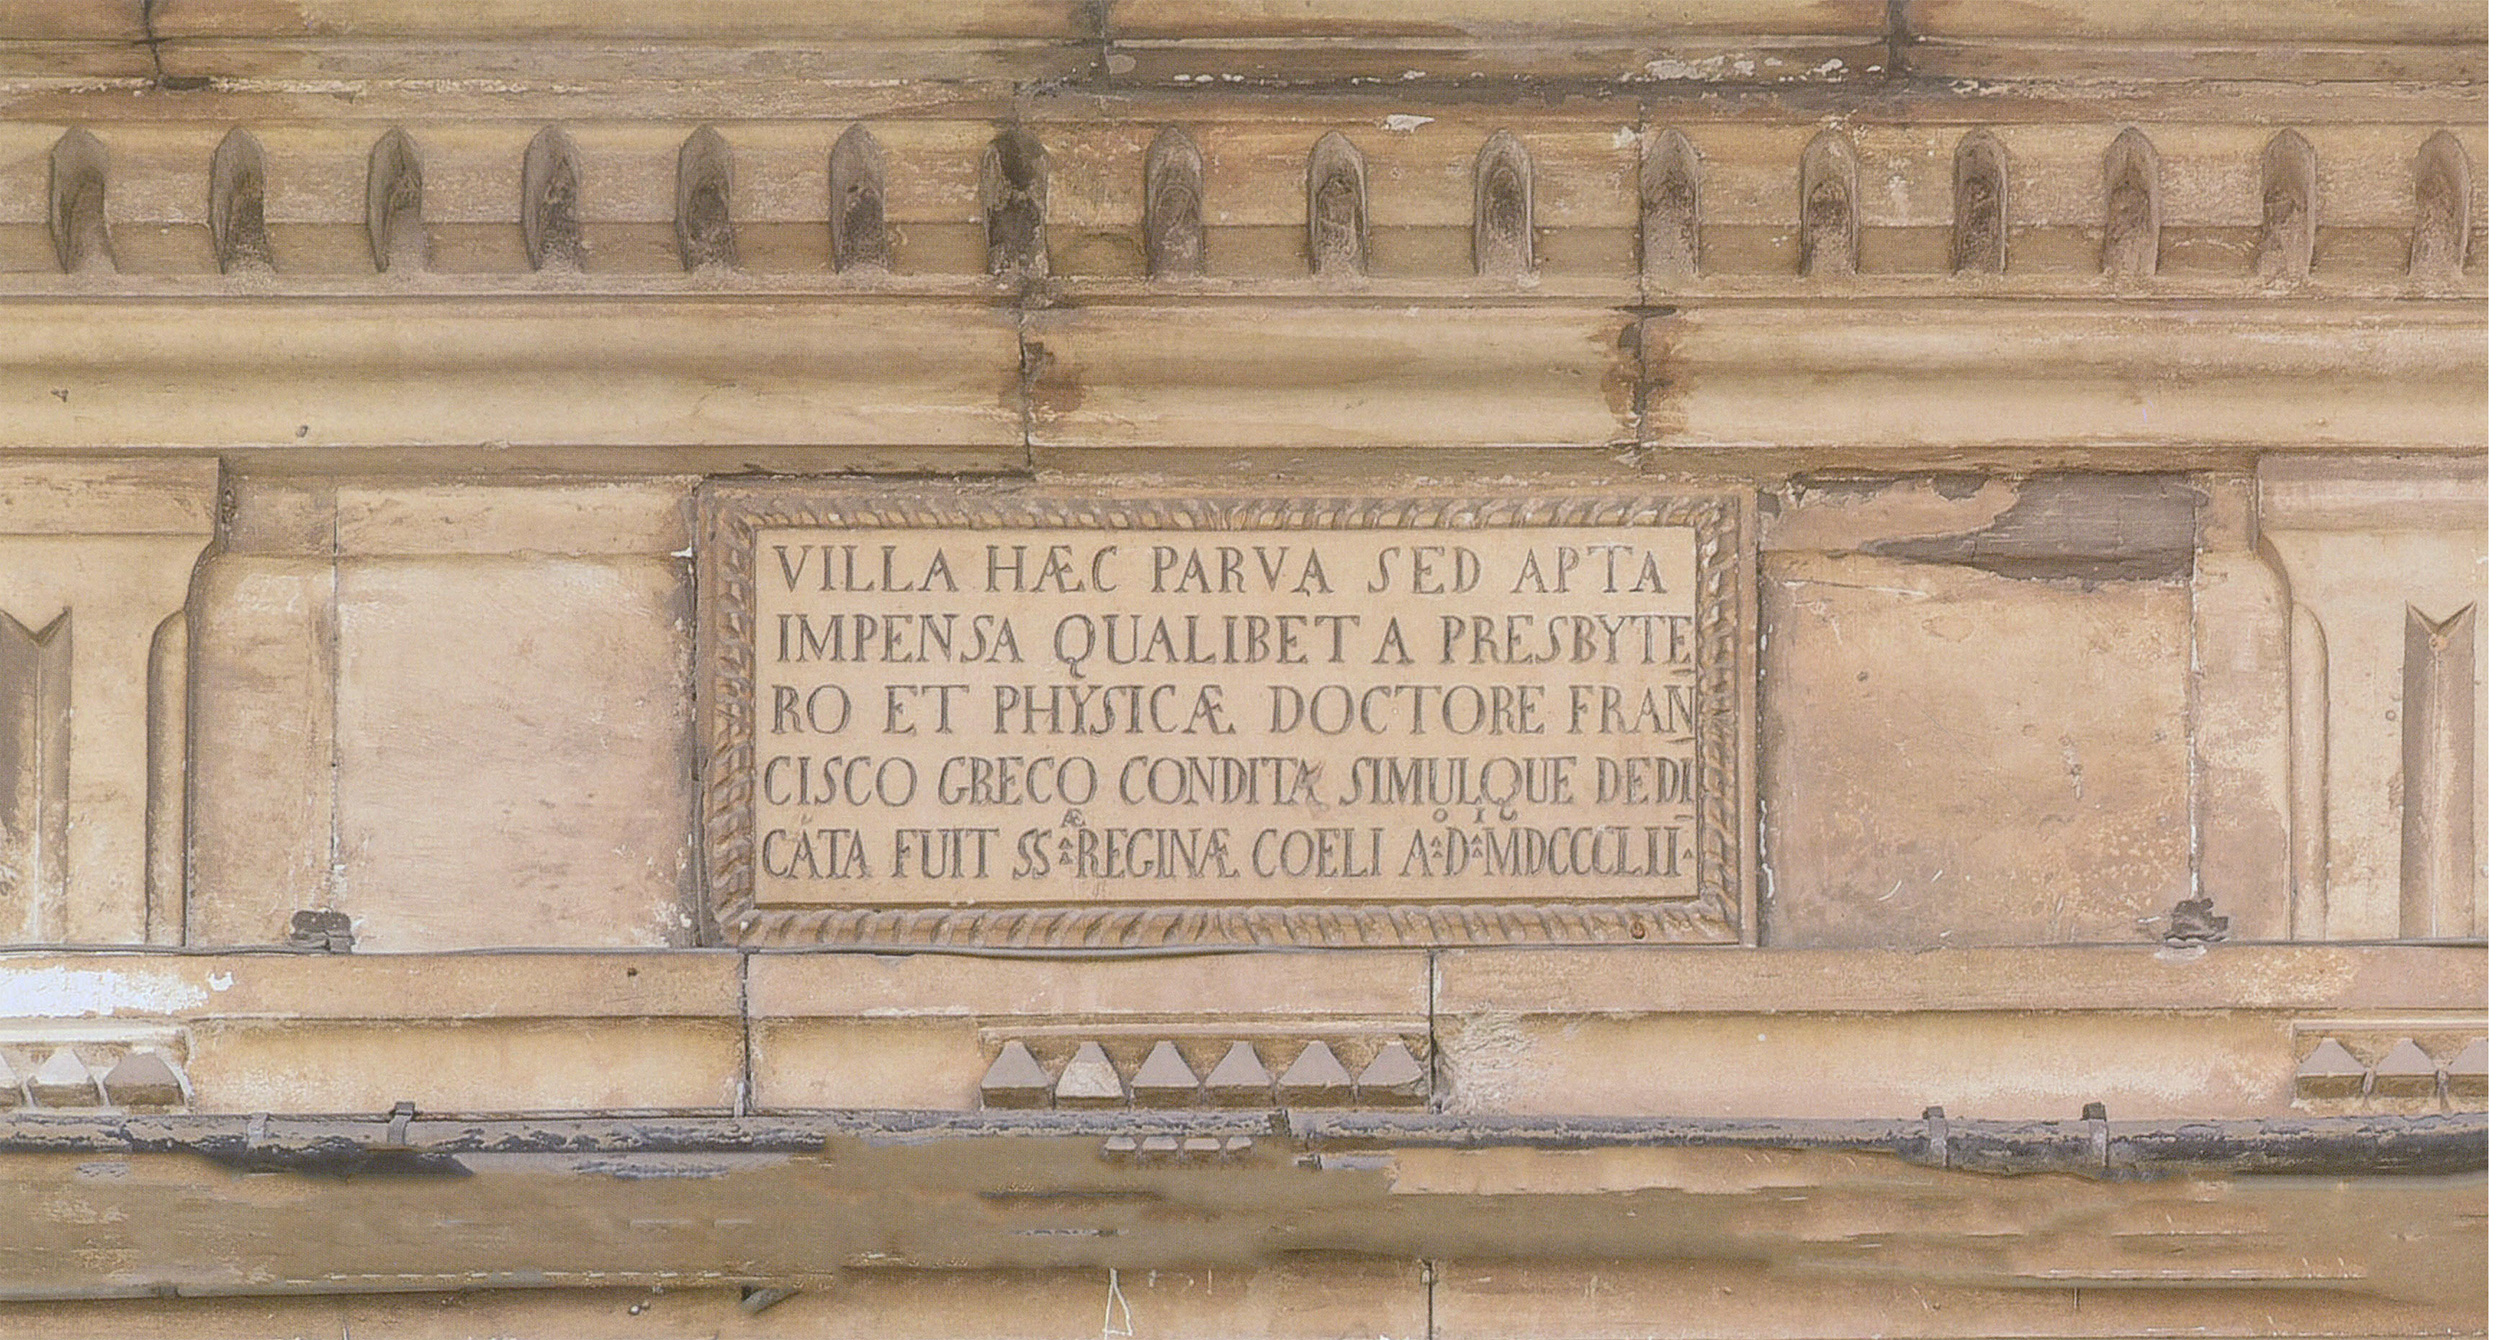 VILLA HÆC PARVA SED APTA
IMPENSA QUALIBET A PRESBYTE
RO ET PHYSICÆ DOCTORE FRAN
CISCO GRECO CONDITA SIMULQUE DEDI
CATA FUIT SS:Æ REGINÆ COELI A:O D:I MDCCCLII·